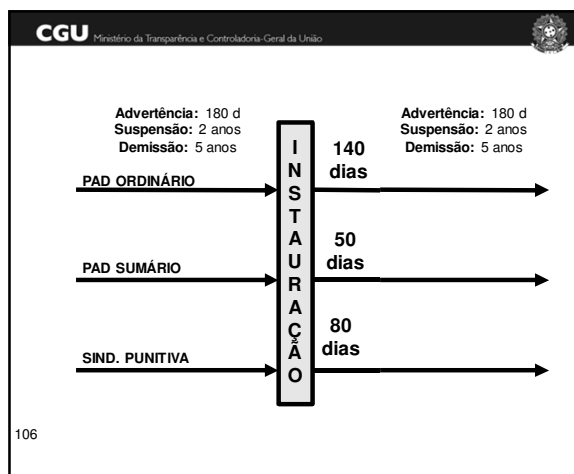 CGU Ministério da Transparência e Controladoria-Geral da União
Advertência: 180 d
Suspensão: 2 anos
Demissão: 5 anos
Advertência: 180 d
Suspensão: 2 anos
Demissão: 5 anos
INSTAURAÇÃO
PAD ORDINÁRIO
140
dias
PAD SUMÁRIO
50
dias
SIND. PUNITIVA
80
dias
106